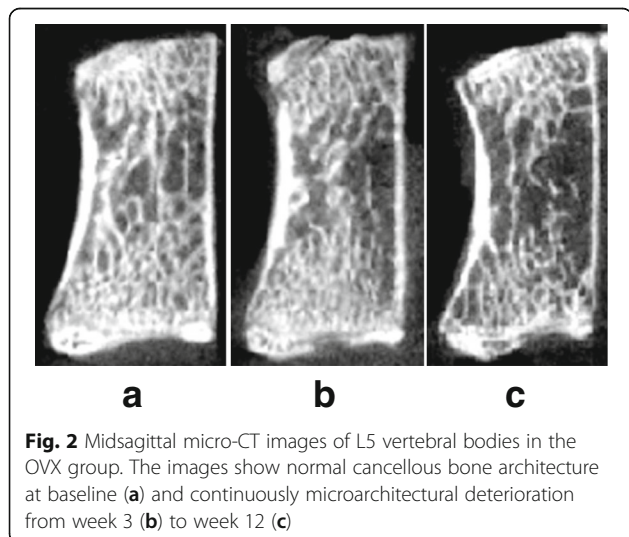 a b c
Fig. 2 Midsagittal micro-CT images of L5 vertebral bodies in the
OVX group. The images show normal cancellous bone architecture
at baseline (a) and continuously microarchitectural deterioration
from week 3 (b) to week 12 (c)